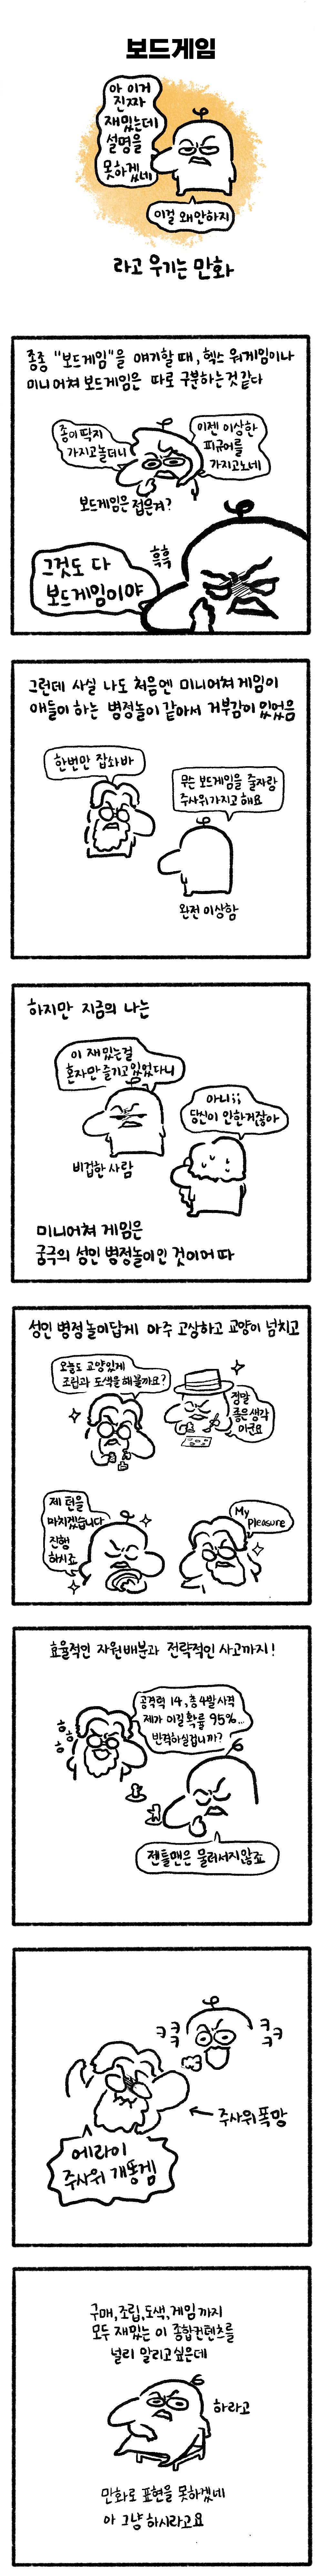 보드게임
아 이거
진짜
재밌는데
설명을
못하겠네
이걸 왜안하지
라고 우기는 만화
종종 "보드게임"을 얘기할 때, 헥스 워게임이나
미니어쳐 보드게임은 따로 구분하는것 같다
종이딱지
가지고놀더니
이젠 이상한
피규어를
가지고노네
보드게임은 접은겨?
흑흑
흑흑
그것도 다
보드게임이야
그런데 사실 나도 처음엔 미니어쳐 게임이
애들이 하는 병정놀이 같아서 거부감이 있었음
한번만 잡숴봐
무슨 보드게임을 줄자랑
주사위가지고 해요
완전 이상함
하지만 지금의 나는
이 재밌는걸
혼자만 즐기고 있었다니
아니;;
당신이 안한거잖아
비겁한 사람
미니어쳐 게임은
궁극의 성인 병정놀이인 것이어따
성인 병정놀이답게 아주 고상하고 교양이 넘치고
오늘도 교양있게
조립과 도색을 해볼까요?
정말
좋은생각
이군요
제 턴을
마치겠습니다
진행
하시죠
My
pleasure
효율적인 자원배분과 전략적인 사고까지!
공격력 14, 총 4발 사격
제가 이길 확률 95%...
반격하실겁니까?
ㅎ
ㅎ
ㅎ
젠틀맨은 물러서지않죠
ㅋㅋ
ㅋㅋ
← 주사위폭망
에라이
주사위 개똥겜
구매, 조립, 도색, 게임까지
모두 재밌는 이 종합컨텐츠를
널리 알리고싶은데
하라고
만화로 표현을 못하겠네
아 그냥 하시라고요